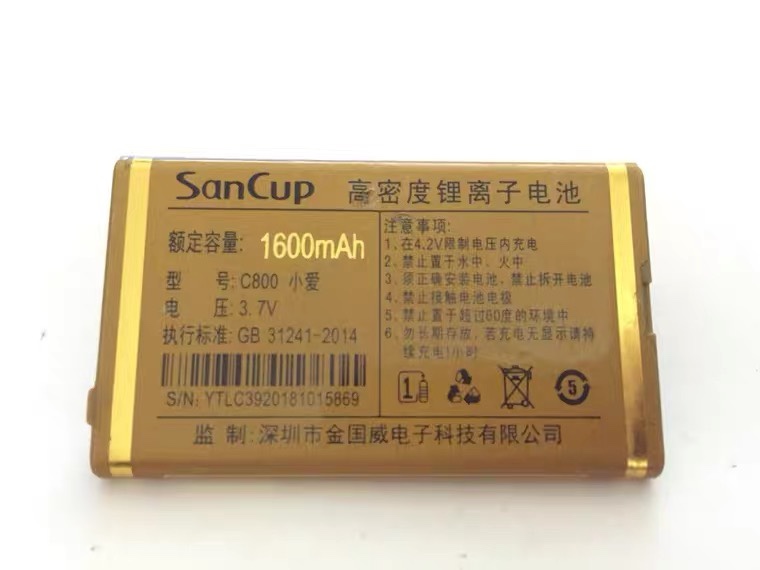 SanCup 高密度锂离子电池
额定容量: 1600mAh
型 号: C800 小爱
电 压: 3.7V
执行标准: GB 31241-2014
S/N: YTLC3920181015869
注意事项:
1、在4.2V限制电压内充电
2、禁止置于水中、火中
3、须正确安装电池，禁止拆开电池
4、禁止接触电池电极
5、禁止置于超过60度的环境中
6、勿长期存放，若充电无显示请持
续充电1小时
1 5
监 制: 深圳市金国威电子科技有限公司